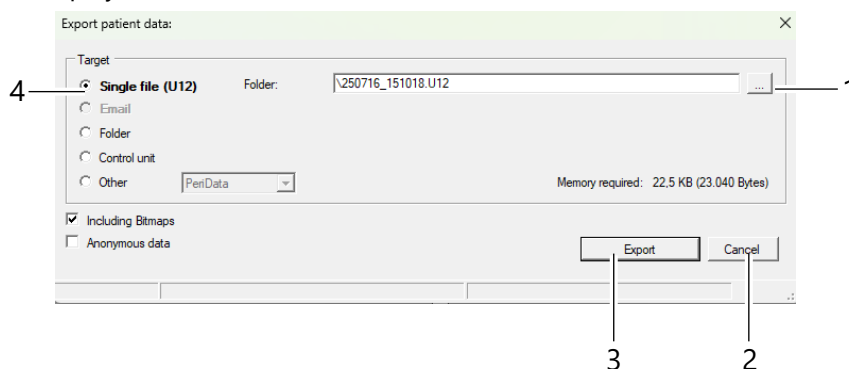 Export patient data:
Target
4
Single file (U12) Folder: \250716_151018.U12 ...
Email
Folder
Control unit
Other PeriData Memory required: 22,5 KB (23.040 Bytes)
Including Bitmaps
Anonymous data
Export Cancel
3 2